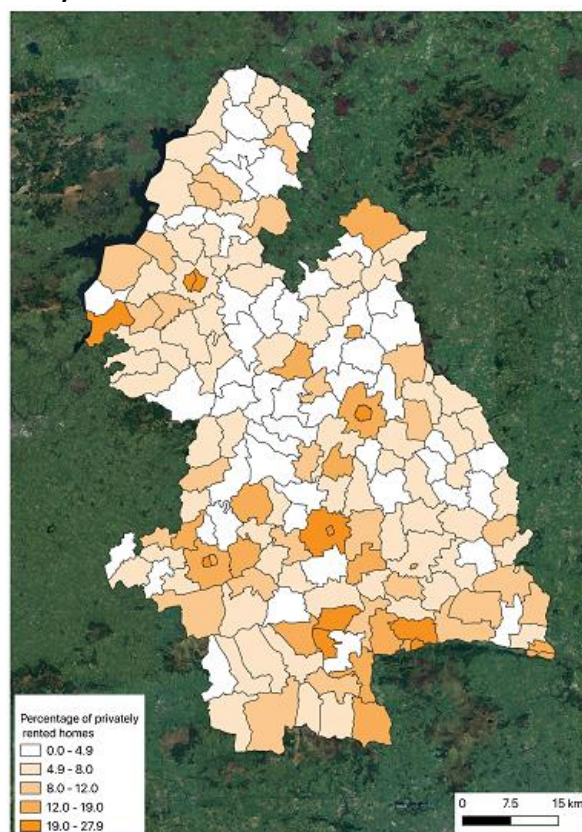 Percentage of privately
rented homes
0.0 - 4.9
4.9 - 8.0
8.0 - 12.0
12.0 - 19.0
19.0 - 27.9
0 7.5 15 km